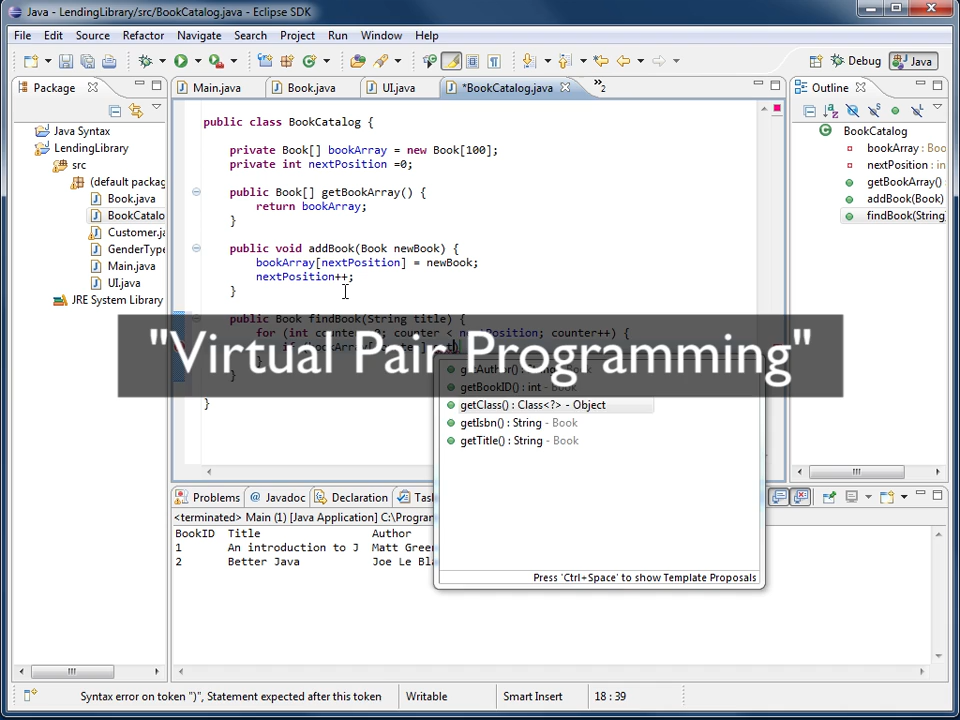 Java - LendingLibrary/src/BookCatalog.java - Eclipse SDK
File Edit Source Refactor Navigate Search Project Run Window Help
Debug Java
Package
Main.java Book.java UI.java *BookCatalog.java »2
Outline
Java Syntax
LendingLibrary
src
(default packag
Book.java
BookCatalo
Customer.ja
GenderType
Main.java
UI.java
JRE System Library
public class BookCatalog {
private Book[] bookArray = new Book[100];
private int nextPosition =0;
public Book[] getBookArray() {
return bookArray;
}
public void addBook(Book newBook) {
bookArray[nextPosition] = newBook;
nextPosition++;
}
public Book findBook(String title) {
for (int counter = 0; counter < nextPosition; counter++) {
}
}
"Virtual Pair Programming"
getAuthor() : String - Book
getBookID() : int - Book
getClass() : Class<?> - Object
getIsbn() : String - Book
getTitle() : String - Book
Press 'Ctrl+Space' to show Template Proposals
BookCatalog
bookArray :
nextPosition : in
getBookArray()
addBook(Book)
findBook(String
Problems @ Javadoc Declaration Tas
<terminated> Main (1) [Java Application] C:\Program
BookID Title Author
1 An introduction to J Matt Gree
2 Better Java Joe Le Bla
Syntax error on token ")", Statement expected after this token Writable Smart Insert 18 : 39